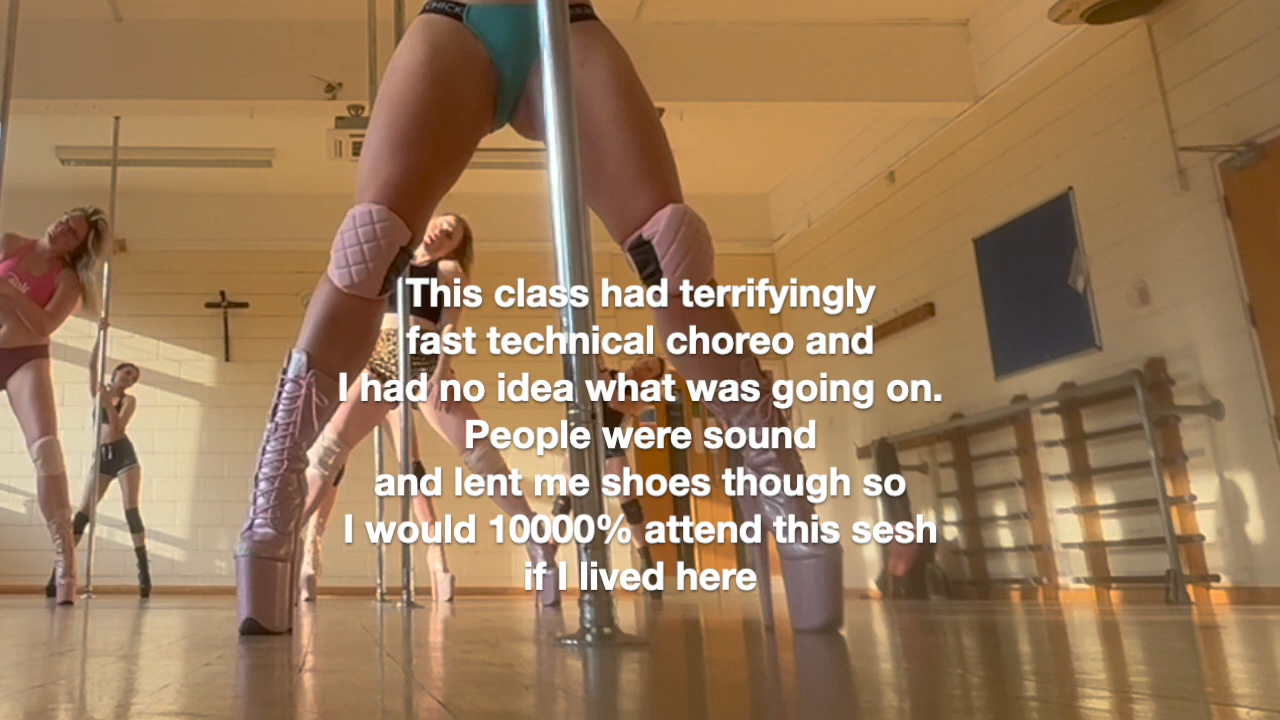 CHICK
This class had terrifyingly
fast technical choreo and
I had no idea what was going on.
People were sound
and lent me shoes though so
I would 10000% attend this sesh
if I lived here